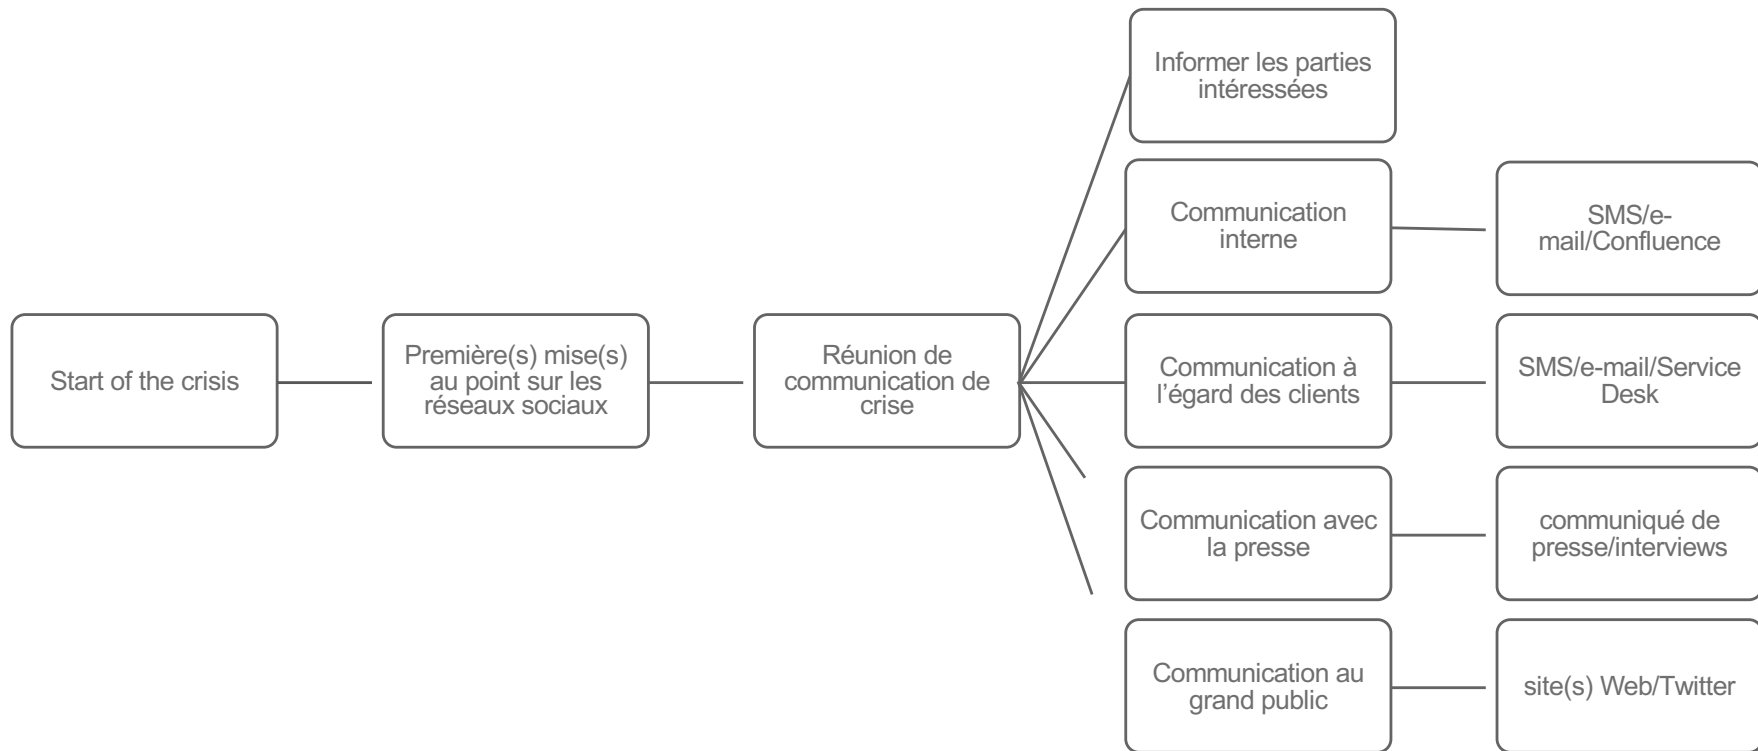 Start of the crisis
Première(s) mise(s)
au point sur les
réseaux sociaux
Réunion de
communication de
crise
Informer les parties
intéressées
Communication
interne
SMS/e-
mail/Confluence
Communication à
l’égard des clients
SMS/e-mail/Service
Desk
Communication avec
la presse
communiqué de
presse/interviews
Communication au
grand public
site(s) Web/Twitter